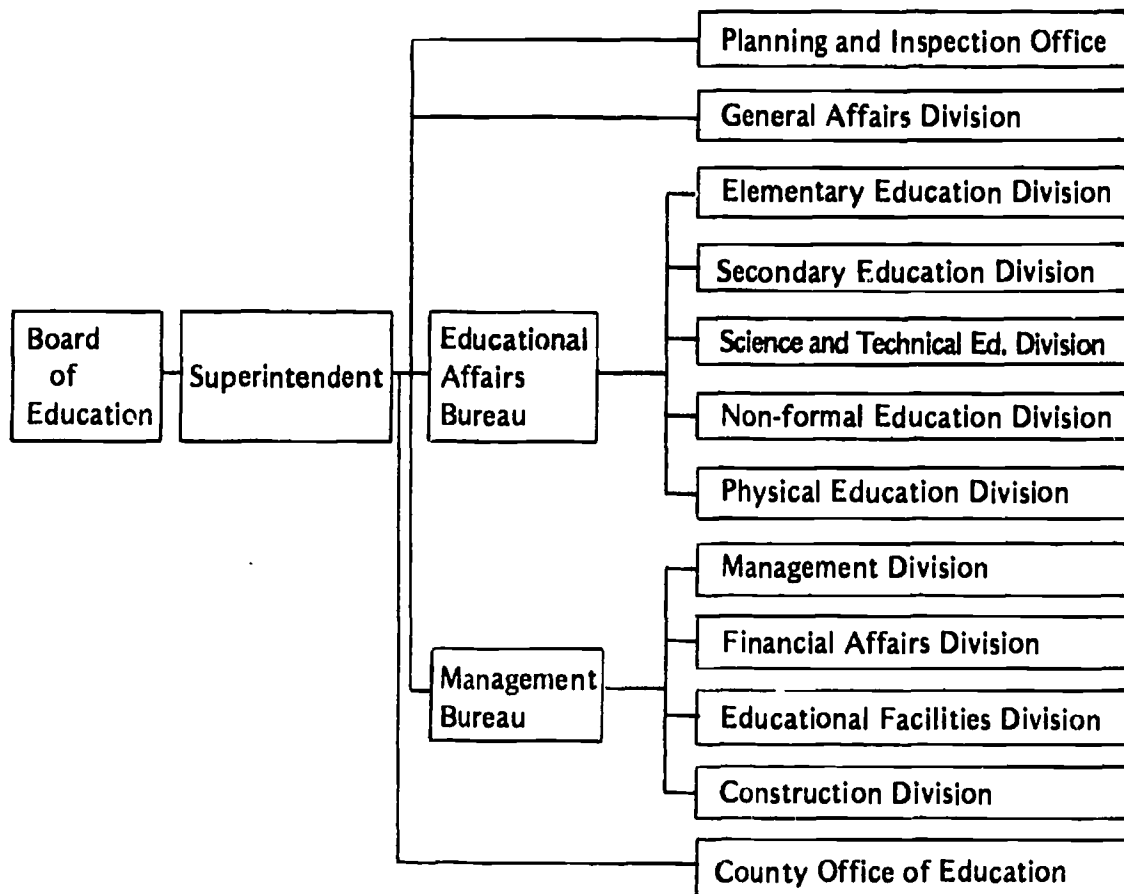 Planning and Inspection Office
General Affairs Division
Elementary Education Division
Secondary Education Division
Board
of
Education
Superintendent
Educational
Affairs
Bureau
Science and Technical Ed. Division
Non-formal Education Division
Physical Education Division
Management Division
Financial Affairs Division
Management
Bureau
Educational Facilities Division
Construction Division
County Office of Education